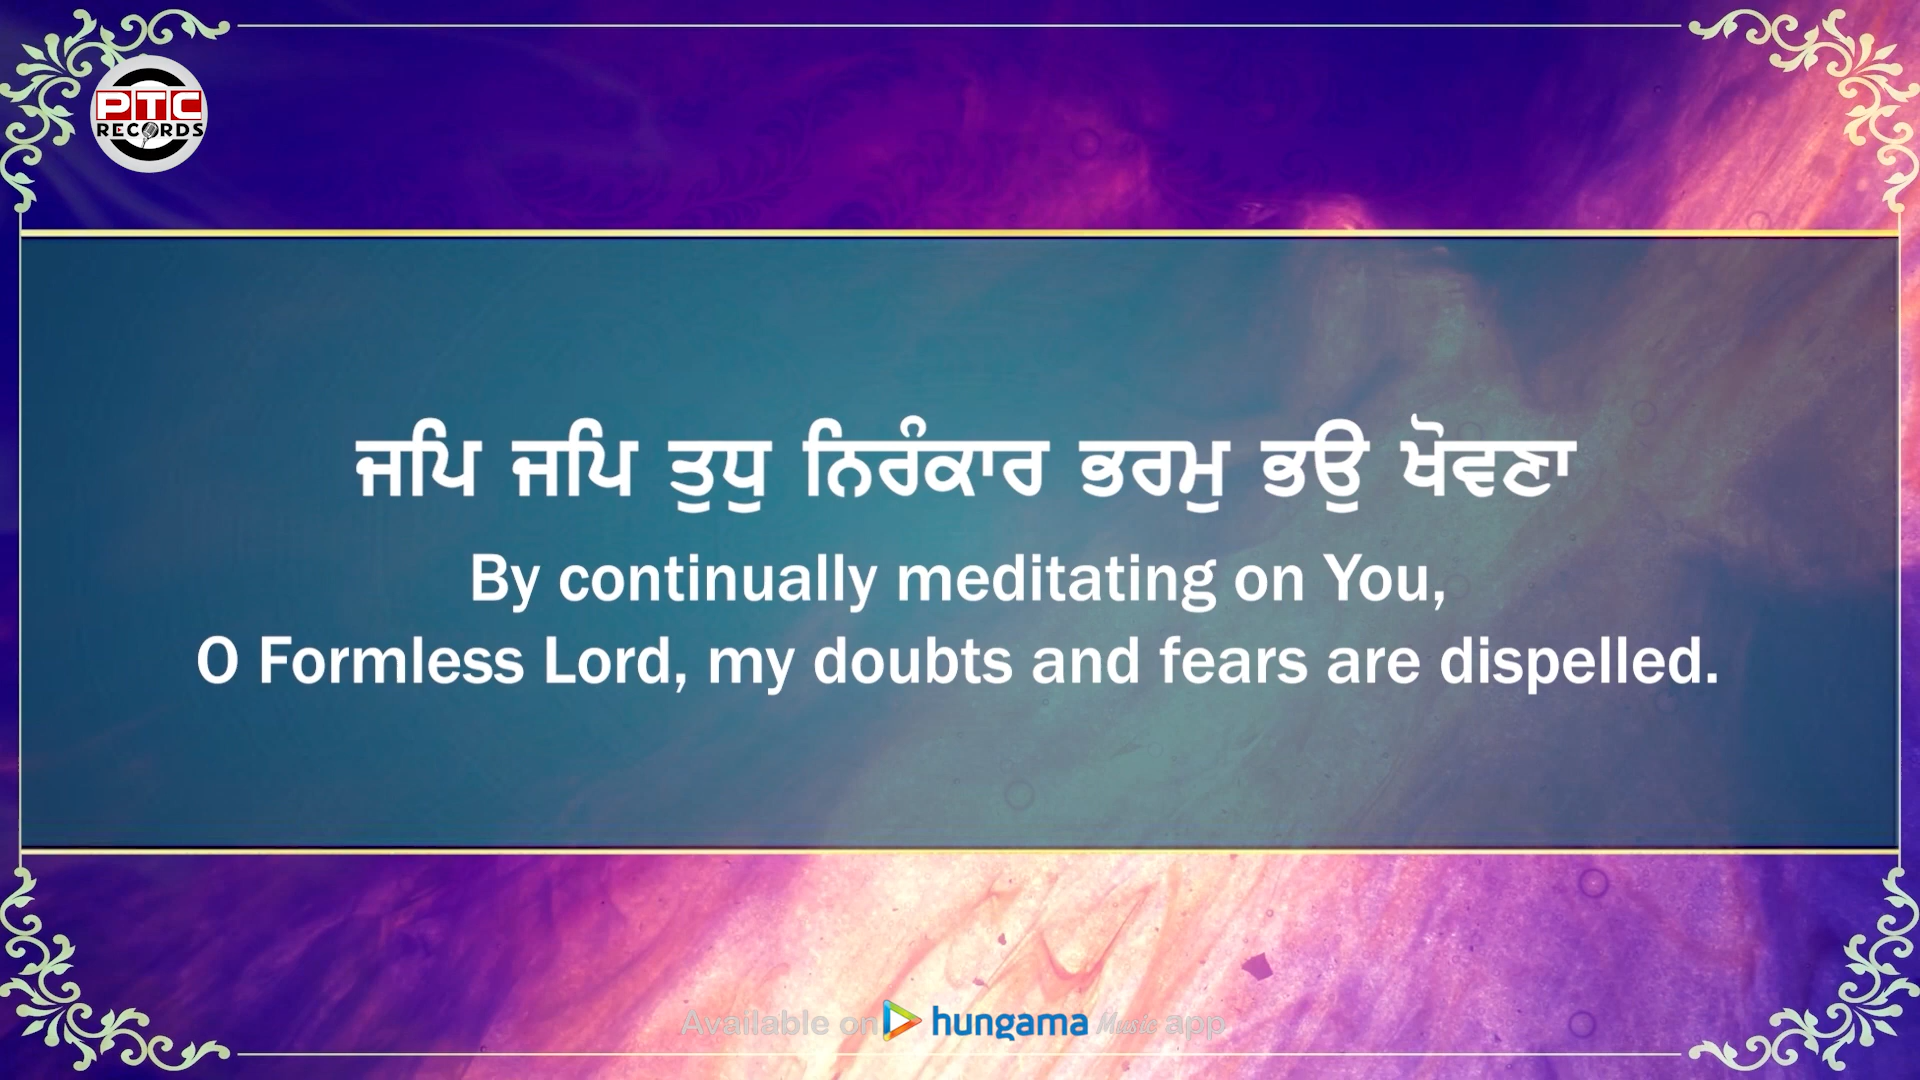 PTC
RECORDS
ਜਪਿ ਜਪਿ ਤੁਧੁ ਨਿਰੰਕਾਰ ਭਰਮੁ ਭਉ ਖੋਵਣਾ
By continually meditating on You,
O Formless Lord, my doubts and fears are dispelled.
Available on hungama Music app